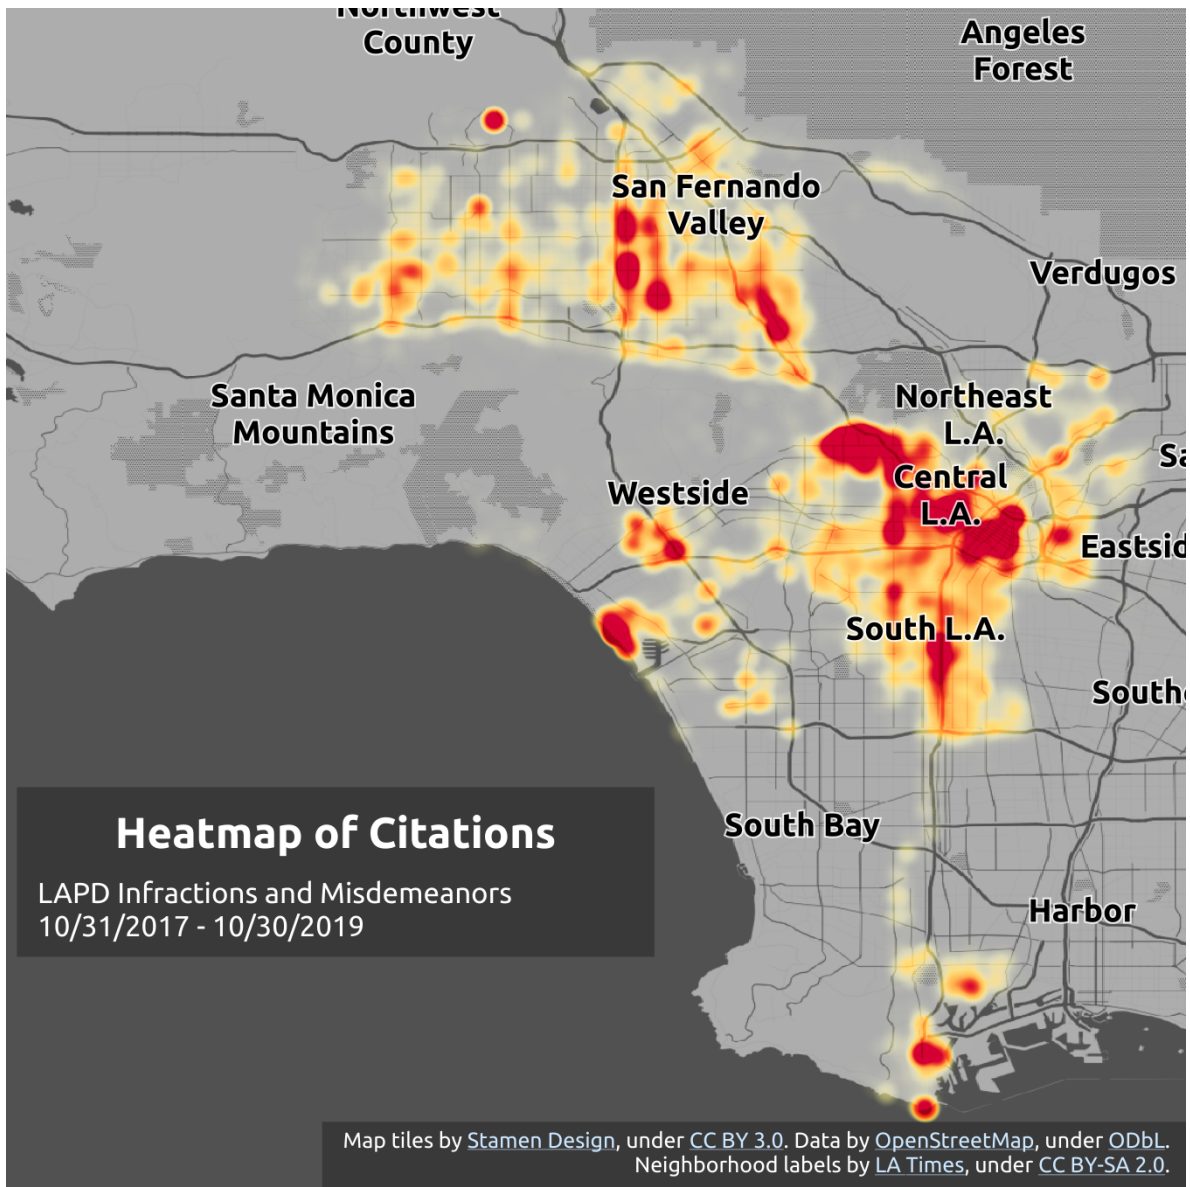 Northwest
County
Angeles
Forest
San Fernando
Valley
Verdugos
Santa Monica
Mountains
Northeast
L.A.
Sa
Central
L.A.
Westside
Eastsid
South L.A.
South
South Bay
Heatmap of Citations
LAPD Infractions and Misdemeanors
10/31/2017 - 10/30/2019
Harbor
Map tiles by Stamen Design, under CC BY 3.0. Data by OpenStreetMap, under ODbL.
Neighborhood labels by LA Times, under CC BY-SA 2.0.